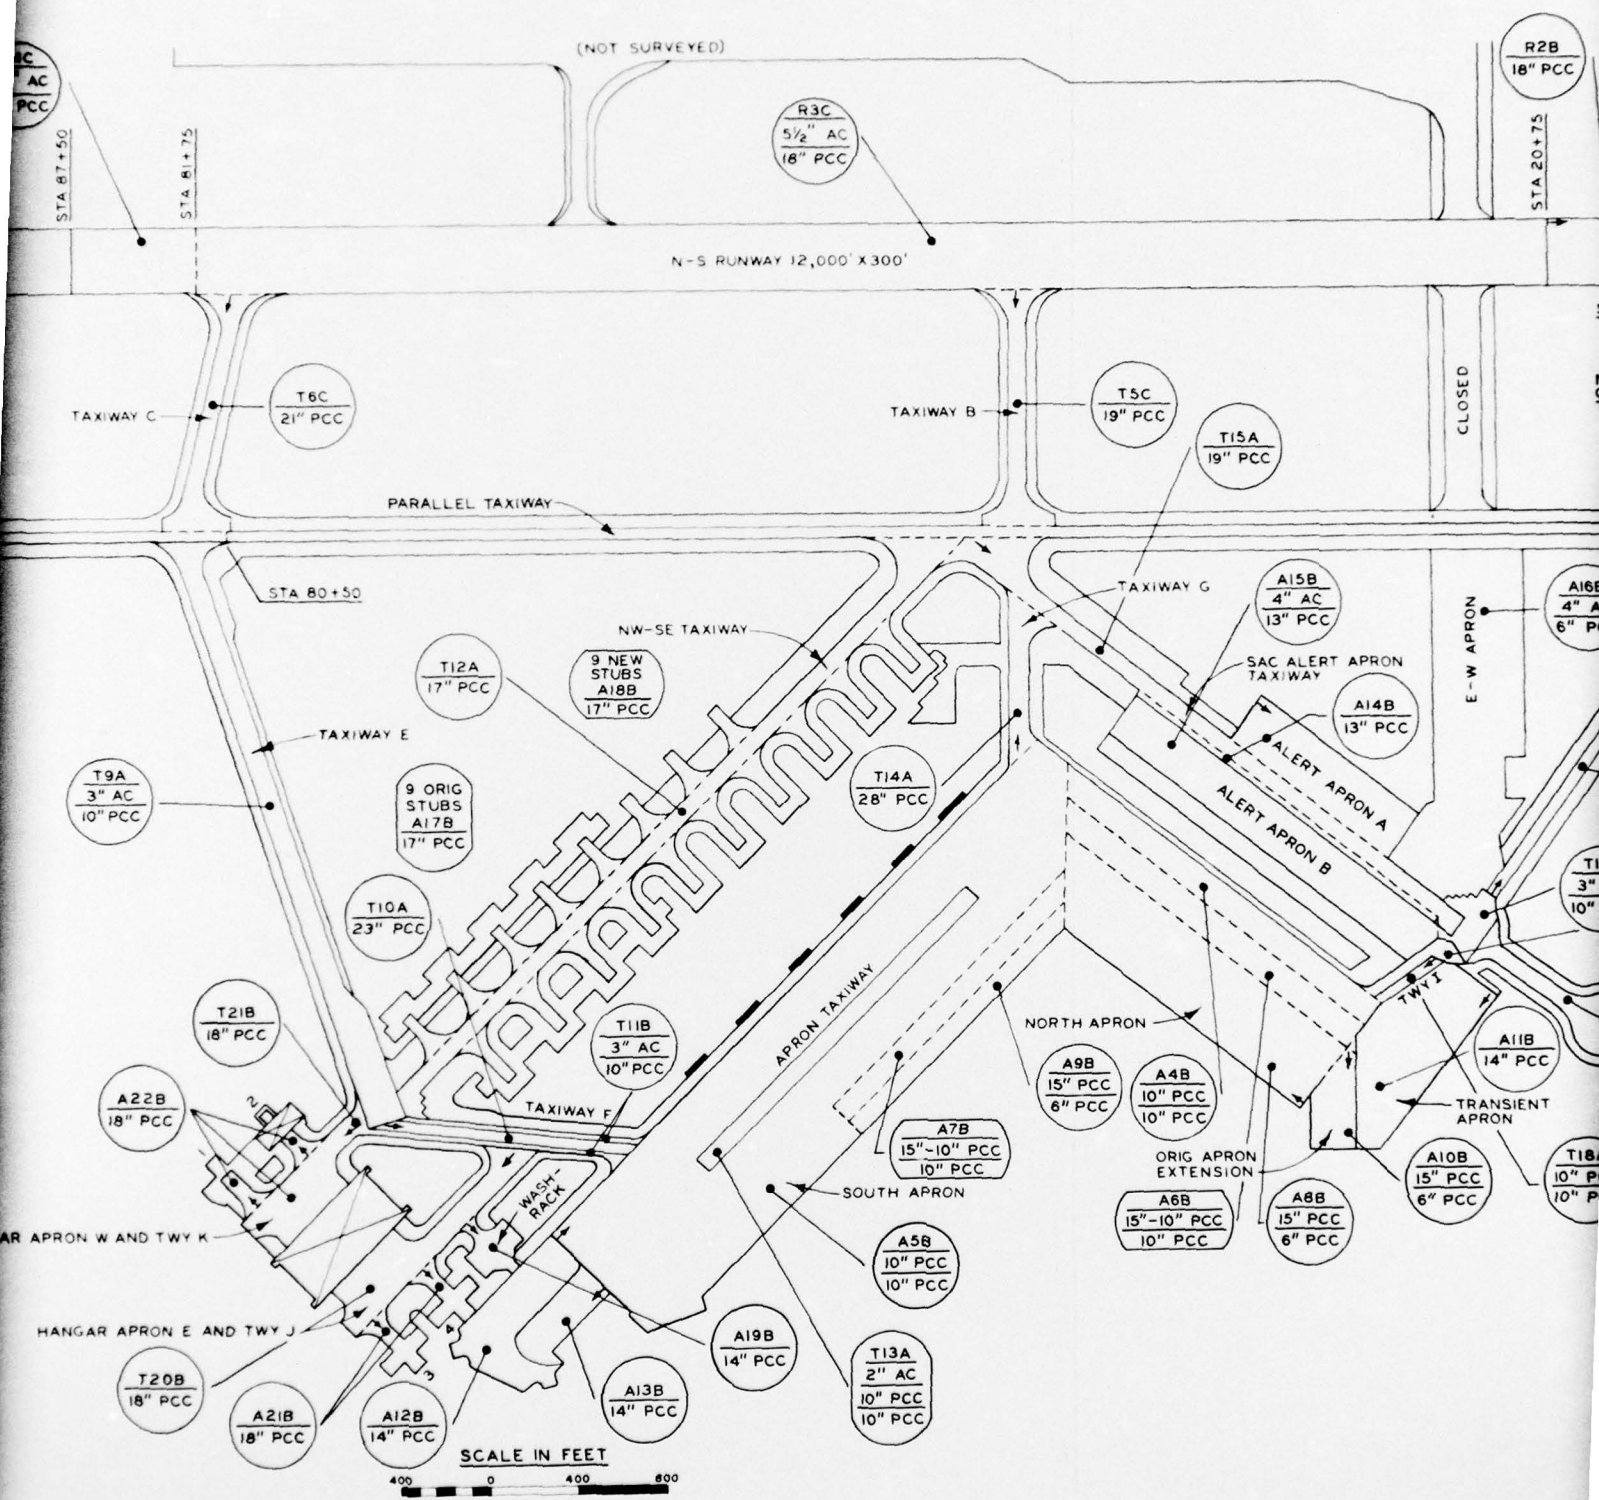 (NOT SURVEYED)
AC
PCC
R3C
5½" AC
18" PCC
R2B
18" PCC
STA 87+50
STA 81+75
STA 20+75
N-S RUNWAY 12,000' X 300'
T6C
21" PCC
TAXIWAY C
TAXIWAY B
T5C
19" PCC
T15A
19" PCC
CLOSED
PARALLEL TAXIWAY
STA 80+50
TAXIWAY G
A15B
4" AC
13" PCC
E-W APRON
NW-SE TAXIWAY
T12A
17" PCC
9 NEW
STUBS
A18B
17" PCC
SAC ALERT APRON
TAXIWAY
A14B
13" PCC
TAXIWAY E
T9A
3" AC
10" PCC
9 ORIG
STUBS
A17B
17" PCC
T14A
28" PCC
ALERT APRON A
ALERT APRON B
T10A
23" PCC
3"
10"
APRON TAXIWAY
TWY I
T21B
18" PCC
T11B
3" AC
10" PCC
NORTH APRON
A11B
14" PCC
A9B
15" PCC
6" PCC
A4B
10" PCC
10" PCC
A22B
18" PCC
2
TAXIWAY F
TRANSIENT
APRON
A7B
15"-10" PCC
10" PCC
ORIG APRON
EXTENSION
A10B
15" PCC
6" PCC
WASH-
RACK
SOUTH APRON
A6B
15"-10" PCC
10" PCC
A8B
15" PCC
6" PCC
AR APRON W AND TWY K
A5B
10" PCC
10" PCC
HANGAR APRON E AND TWY J
4
3
A19B
14" PCC
T20B
18" PCC
A21B
18" PCC
A12B
14" PCC
A13B
14" PCC
T13A
2" AC
10" PCC
10" PCC
SCALE IN FEET
400 0 400 800